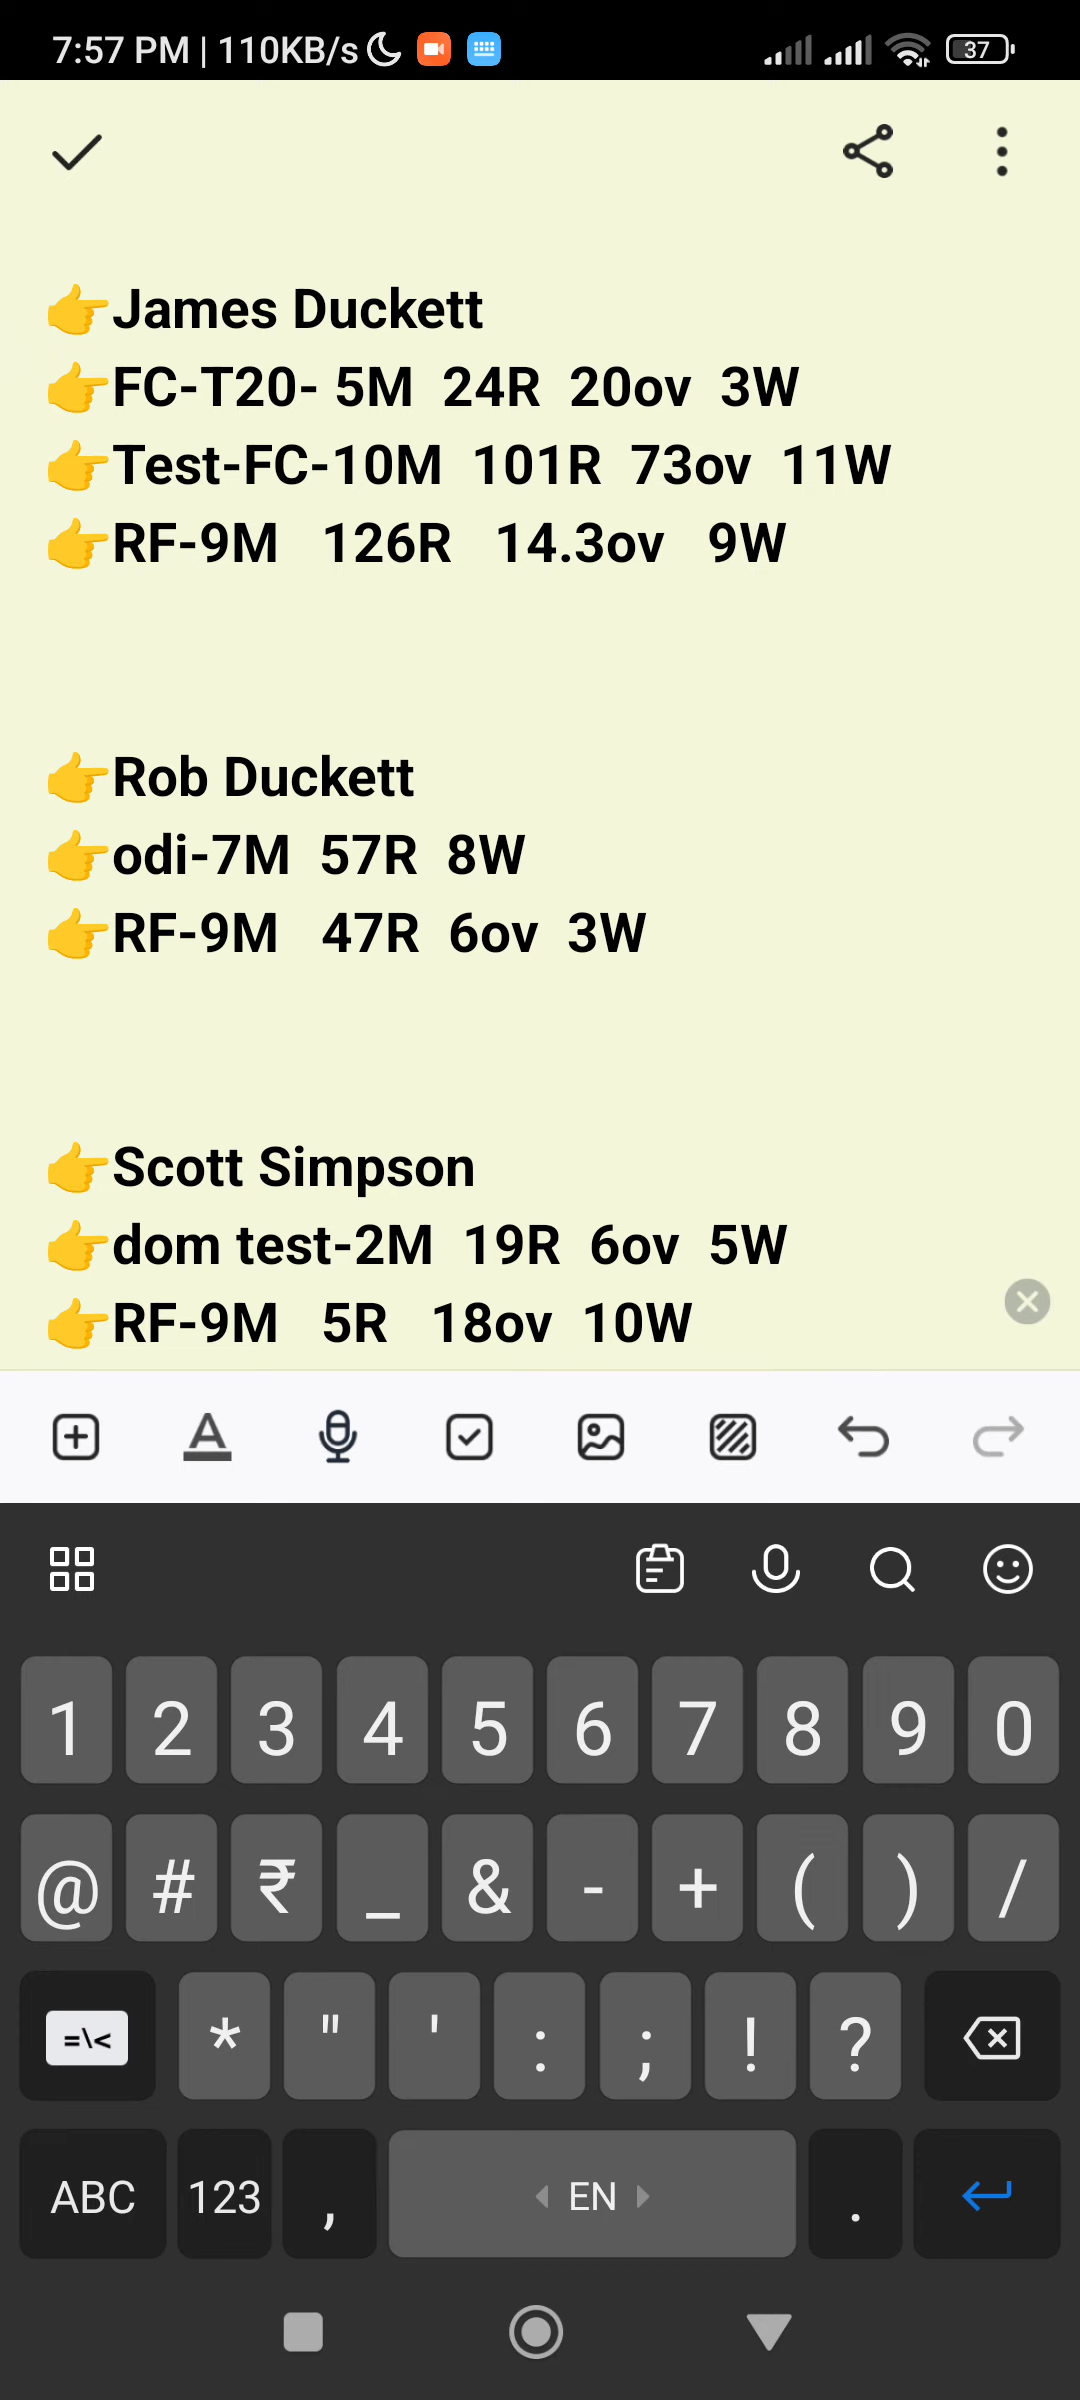 7:57 PM | 110KB/s
37
👉James Duckett
👉FC-T20- 5M 24R 20ov 3W
👉Test-FC-10M 101R 73ov 11W
👉RF-9M 126R 14.3ov 9W
👉Rob Duckett
👉odi-7M 57R 8W
👉RF-9M 47R 6ov 3W
👉Scott Simpson
👉dom test-2M 19R 6ov 5W
👉RF-9M 5R 18ov 10W
A
1 2 3 4 5 6 7 8 9 0
@ # ₹ _ & - + ( ) /
=\< * " ' : ; ! ?
ABC 123 , EN .